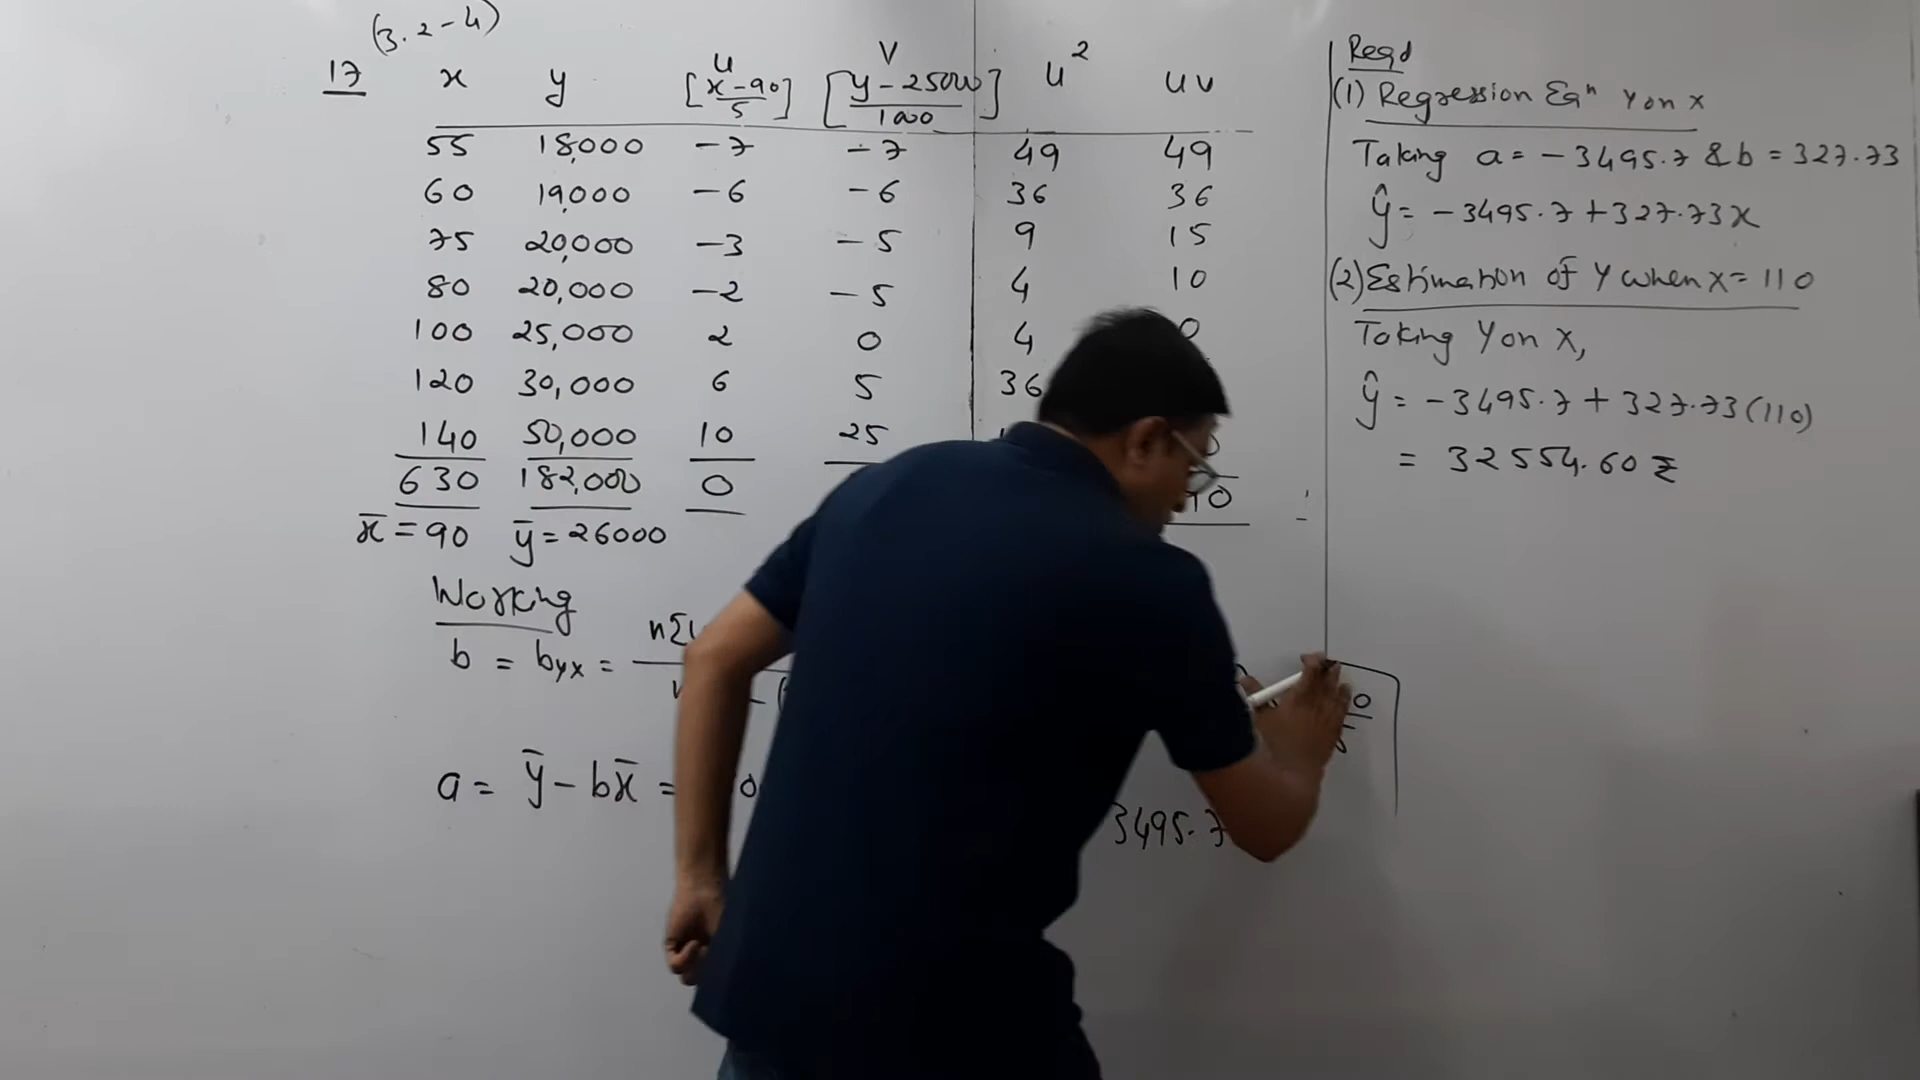 (3.2-4)
17 x y u [x-90/5] v [y-25000/1000] u² uv
55 18,000 -7 -7 49 49
60 19,000 -6 -6 36 36
75 20,000 -3 -5 9 15
80 20,000 -2 -5 4 10
100 25,000 2 0 4 0
120 30,000 6 5 36
140 50,000 10 25
630 182,000 0
x̄ = 90 ȳ = 26000
Working
b = byx =
a = ȳ - bx̄ =
3495.7
Reqd
(1) Regression Eqⁿ Y on X
Taking a = -3495.7 & b = 327.73
ŷ = -3495.7 + 327.73x
(2) Estimation of Y when X = 110
Taking Y on X,
ŷ = -3495.7 + 327.73(110)
= 32554.60 ₹